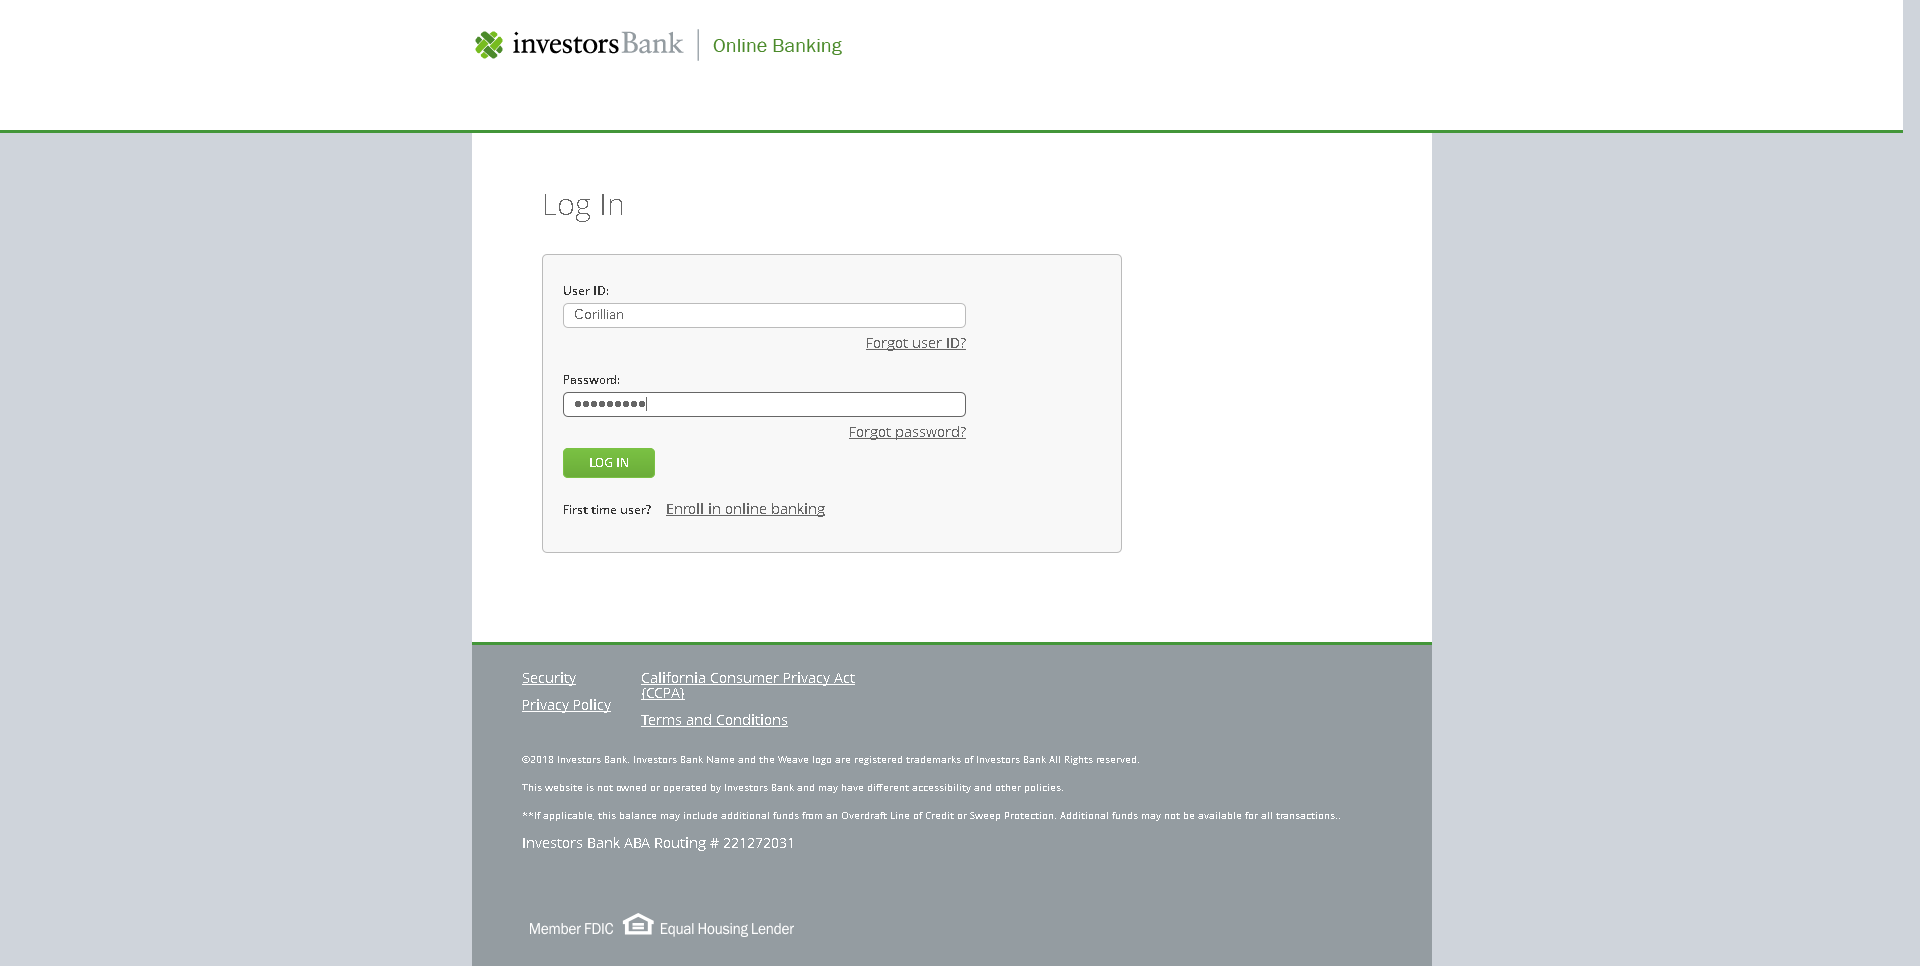 investorsBank | Online Banking
Log In
User ID:
Corillian
Forgot user ID?
Password:
•••••••••
Forgot password?
LOG IN
First time user? Enroll in online banking
Security
Privacy Policy
California Consumer Privacy Act
(CCPA)
Terms and Conditions
©2018 Investors Bank. Investors Bank Name and the Weave logo are registered trademarks of Investors Bank All Rights reserved.
This website is not owned or operated by Investors Bank and may have different accessibility and other policies.
**If applicable, this balance may include additional funds from an Overdraft Line of Credit or Sweep Protection. Additional funds may not be available for all transactions..
Investors Bank ABA Routing # 221272031
Member FDIC Equal Housing Lender